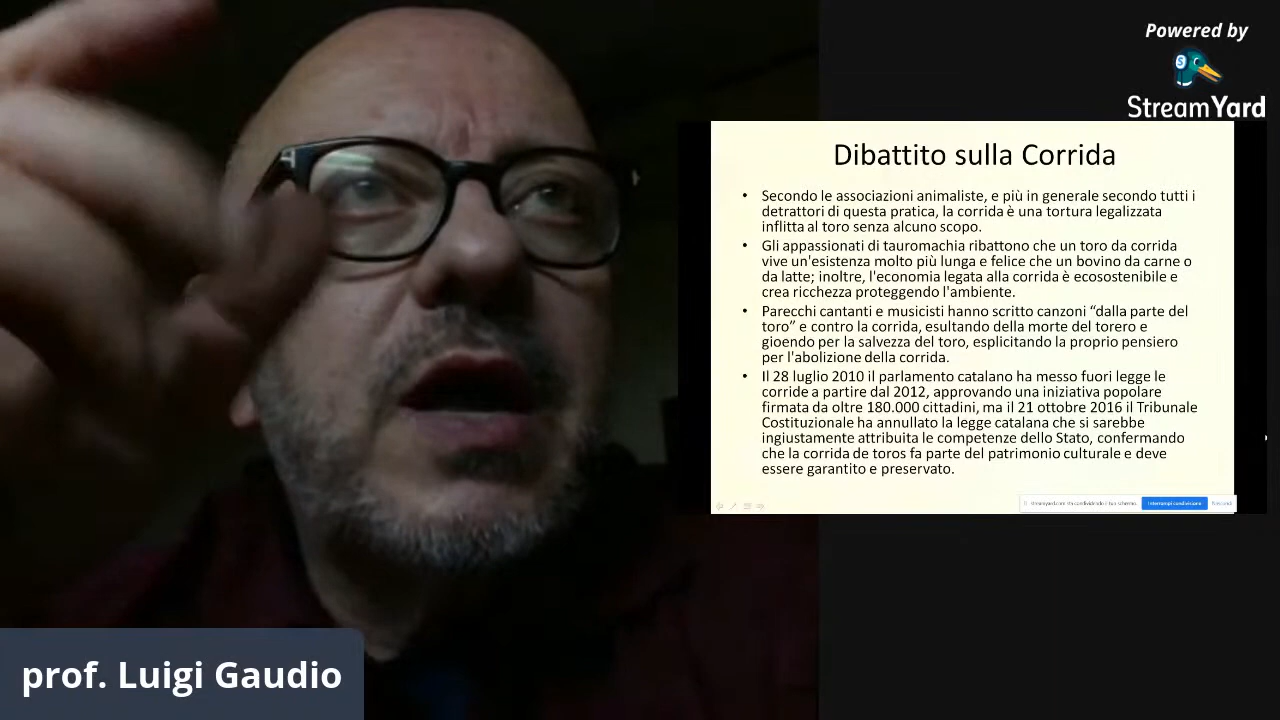 Powered by
StreamYard
Dibattito sulla Corrida
• Secondo le associazioni animaliste, e più in generale secondo tutti i
detrattori di questa pratica, la corrida è una tortura legalizzata
inflitta al toro senza alcuno scopo.
• Gli appassionati di tauromachia ribattono che un toro da corrida
vive un'esistenza molto più lunga e felice che un bovino da carne o
da latte; inoltre, l'economia legata alla corrida è ecosostenibile e
crea ricchezza proteggendo l'ambiente.
• Parecchi cantanti e musicisti hanno scritto canzoni “dalla parte del
toro” e contro la corrida, esultando della morte del torero e
gioendo per la salvezza del toro, esplicitando la proprio pensiero
per l'abolizione della corrida.
• Il 28 luglio 2010 il parlamento catalano ha messo fuori legge le
corride a partire dal 2012, approvando una iniziativa popolare
firmata da oltre 180.000 cittadini, ma il 21 ottobre 2016 il Tribunale
Costituzionale ha annullato la legge catalana che si sarebbe
ingiustamente attribuita le competenze dello Stato, confermando
che la corrida de toros fa parte del patrimonio culturale e deve
essere garantito e preservato.
streamyard.com sta condividendo il tuo schermo. Interrompi condivisione Nascondi
prof. Luigi Gaudio